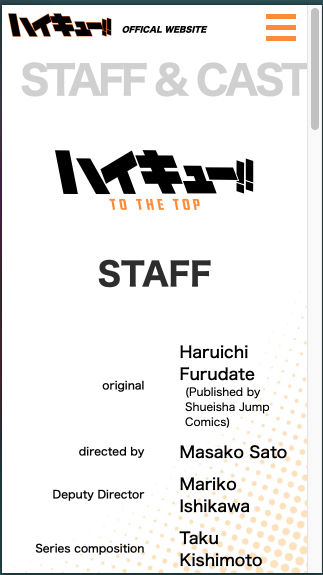 ハイキュー!! OFFICAL WEBSITE
STAFF & CAST
ハイキュー!!
TO THE TOP
STAFF
original
Haruichi
Furudate
(Published by
Shueisha Jump
Comics)
directed by
Masako Sato
Deputy Director
Mariko
Ishikawa
Series composition
Taku
Kishimoto